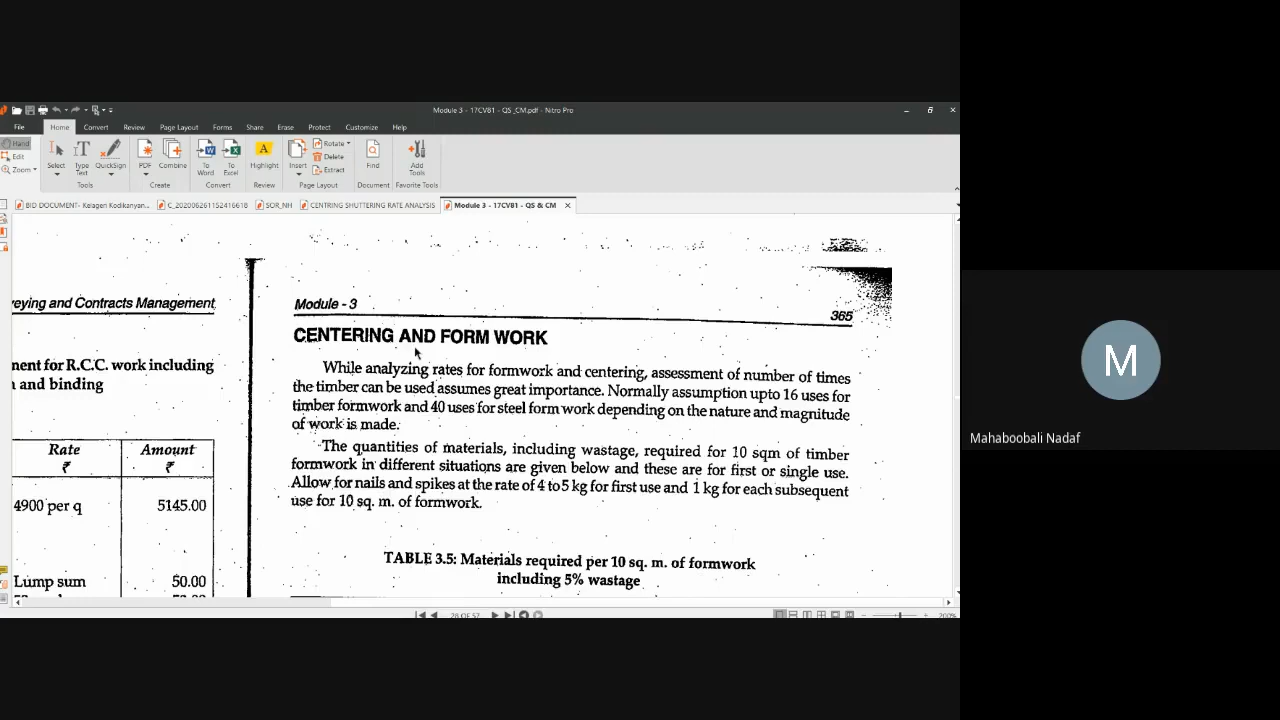 Module 3 - 17CV81 - QS_CM.pdf - Nitro Pro
File Home Convert Review Page Layout Forms Share Erase Protect Customize Help
Hand
Edit
Zoom
Select
Type Text
QuickSign
Tools
PDF
Combine
Create
To Word
To Excel
Convert
Highlight
Review
Insert
Rotate
Delete
Extract
Page Layout
Find
Document
Add Tools
Favorite Tools
BID DOCUMENT- Kelageri Kodikanyan...
C_202006261152416618
SOR_NH
CENTRING SHUTTERING RATE ANALYSIS
Module 3 - 17CV81 - QS & CM
veying and Contracts Management
nent for R.C.C. work including
and binding
Rate Amount
₹ ₹
4900 per q 5145.00
Lump sum 50.00
Module - 3 365
CENTERING AND FORM WORK
While analyzing rates for formwork and centering, assessment of number of times
the timber can be used assumes great importance. Normally assumption upto 16 uses for
timber formwork and 40 uses for steel form work depending on the nature and magnitude
of work is made.
The quantities of materials, including wastage, required for 10 sqm of timber
formwork in different situations are given below and these are for first or single use.
Allow for nails and spikes at the rate of 4 to 5 kg for first use and 1 kg for each subsequent
use for 10 sq. m. of formwork.
TABLE 3.5: Materials required per 10 sq. m. of formwork
including 5% wastage
28 OF 57
200%
M
Mahaboobali Nadaf